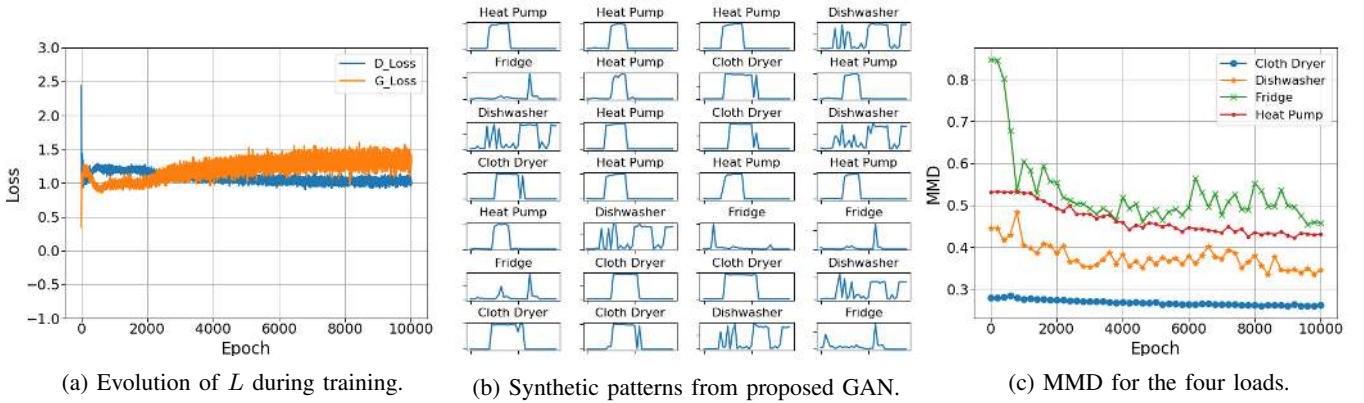 3.0
2.5
2.0
1.5
1.0
0.5
0.0
−0.5
−1.0
Loss
D_Loss
G_Loss
0 2000 4000 6000 8000 10000
Epoch
(a) Evolution of L during training.
Heat Pump Heat Pump Heat Pump Dishwasher
Fridge Heat Pump Cloth Dryer Heat Pump
Dishwasher Heat Pump Cloth Dryer Dishwasher
Cloth Dryer Heat Pump Heat Pump Heat Pump
Heat Pump Dishwasher Fridge Fridge
Fridge Cloth Dryer Cloth Dryer Dishwasher
Cloth Dryer Cloth Dryer Dishwasher Fridge
(b) Synthetic patterns from proposed GAN.
0.8
0.7
0.6
0.5
0.4
0.3
MMD
Cloth Dryer
Dishwasher
Fridge
Heat Pump
0 2000 4000 6000 8000 10000
Epoch
(c) MMD for the four loads.